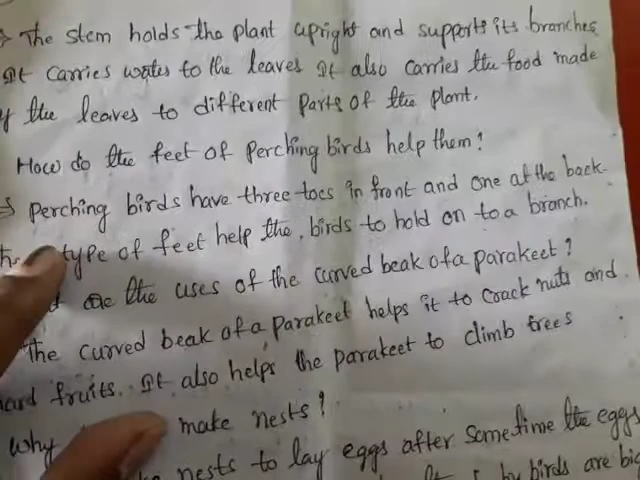 The stem holds the plant upright and supports its branches.
It carries water to the leaves It also carries the food made
the leaves to different parts of the plant.
How do the feet of perching birds help them?
Perching birds have three toes in front and one at the back.
type of feet help the birds to hold on to a branch.
are the uses of the curved beak of a parakeet?
The curved beak of a parakeet helps it to crack nuts and
hard fruits. It also helps the parakeet to climb trees
why make nests?
nests to lay eggs after sometime the eggs
by birds are